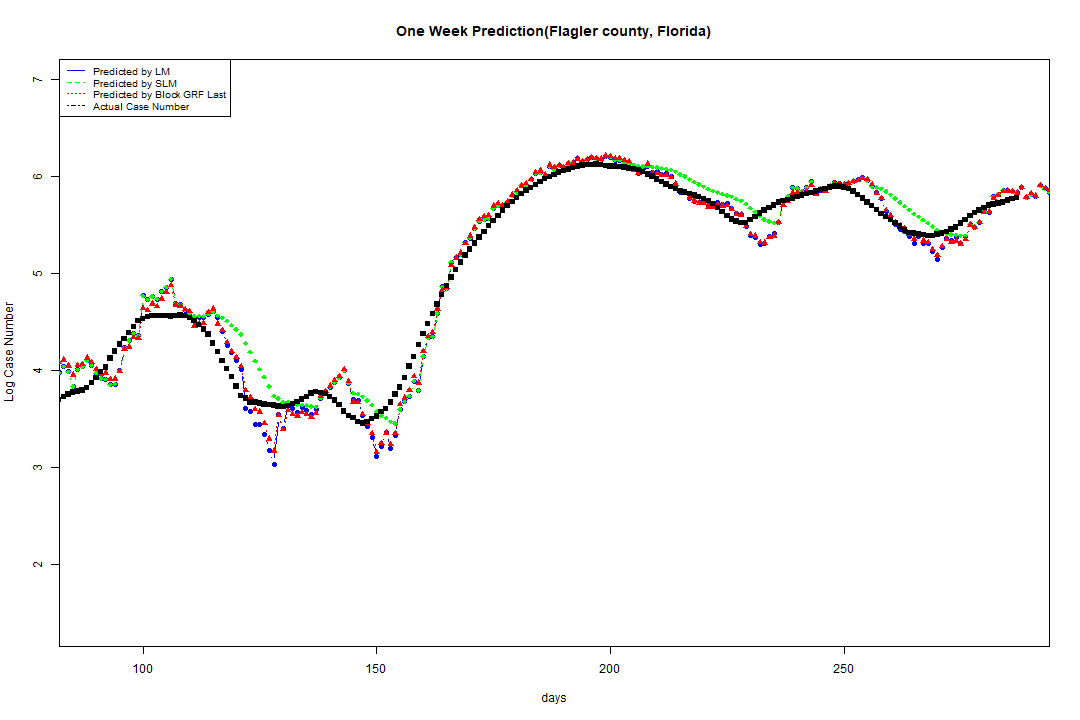 One Week Prediction(Flagler county, Florida)
Predicted by LM
Predicted by SLM
Predicted by Block GRF Last
Actual Case Number
7
6
5
4
3
2
Log Case Number
100 150 200 250
days